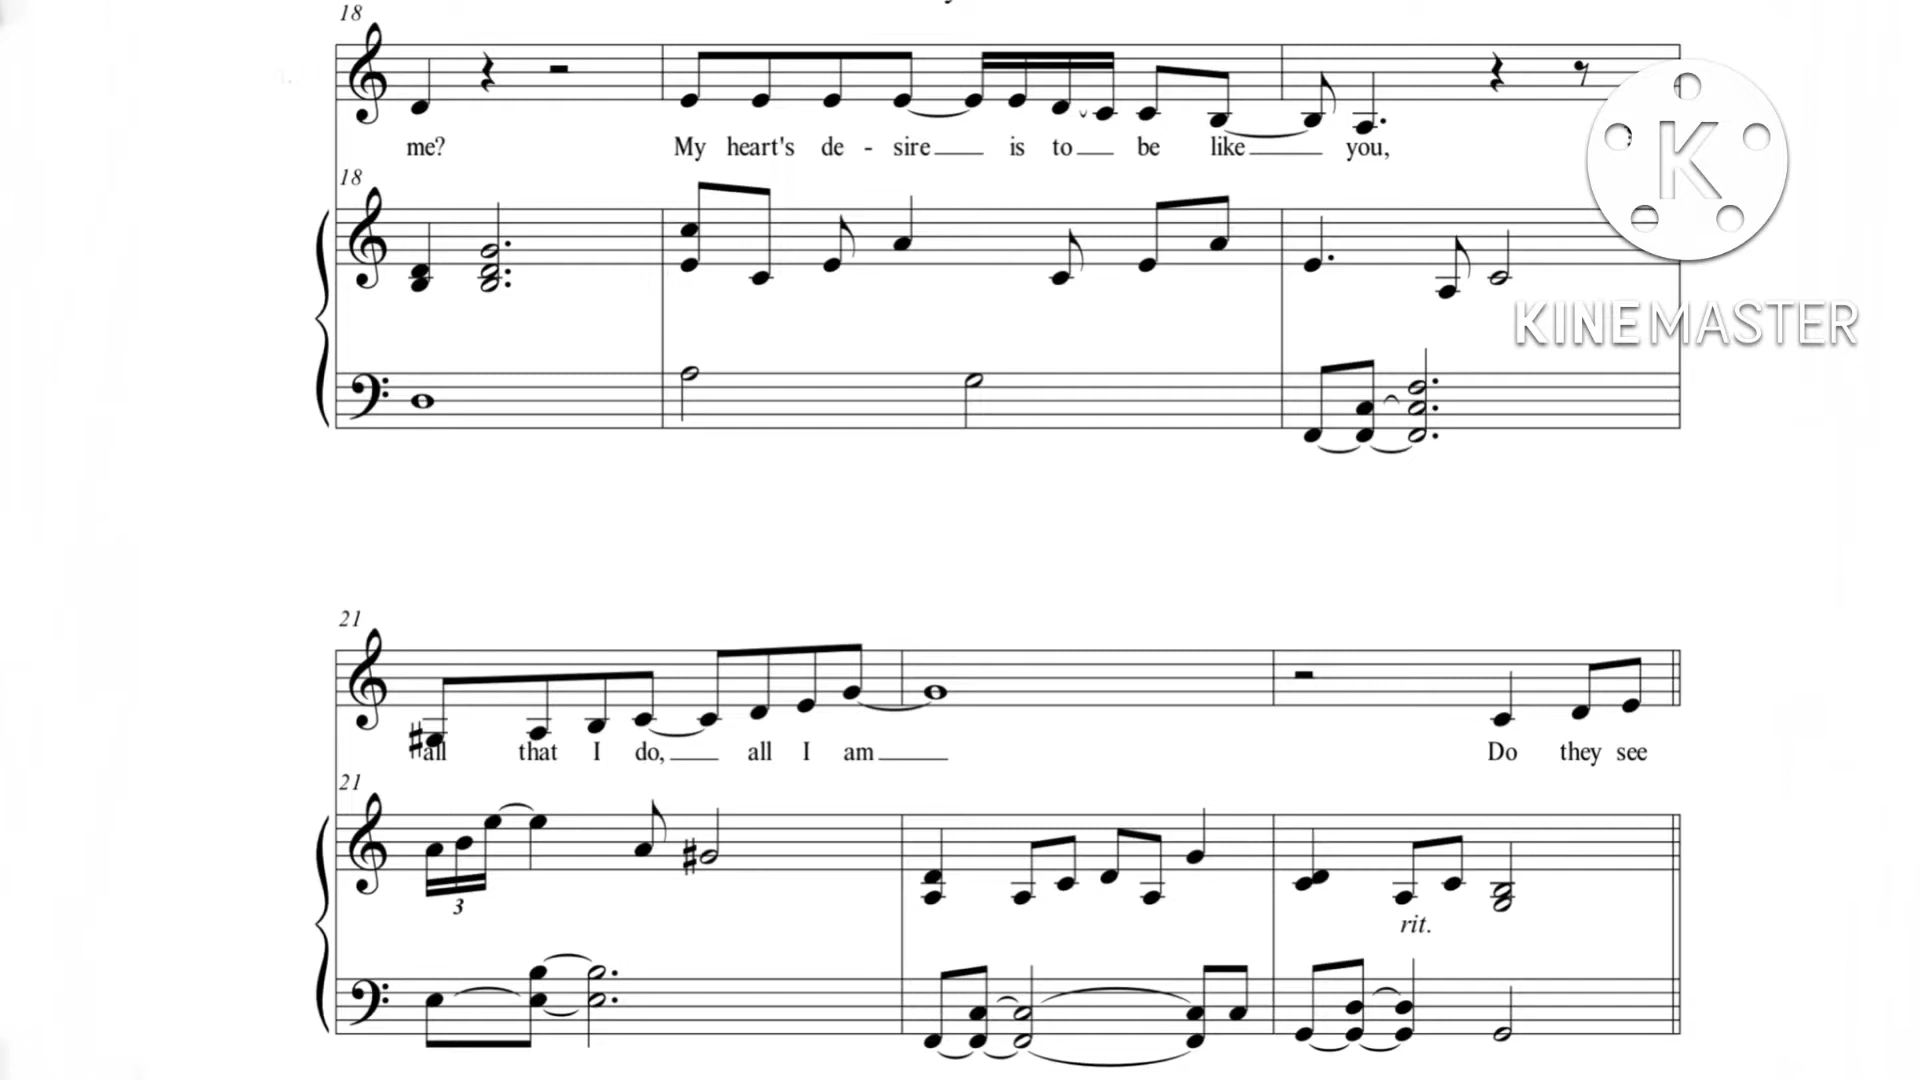 18
me? My heart's de - sire is to be like you,
18
K
KINEMASTER
21
all that I do, all I am Do they see
21
3
rit.